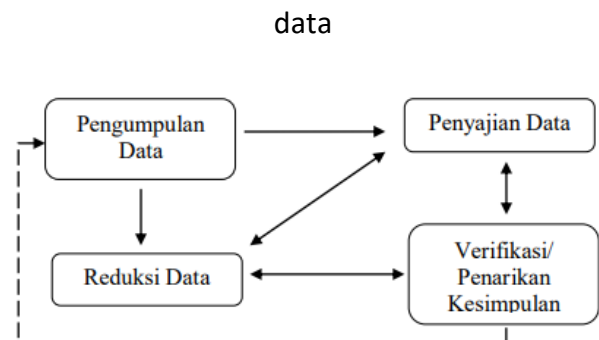 data
Pengumpulan
Data
Penyajian Data
Reduksi Data
Verifikasi/
Penarikan
Kesimpulan